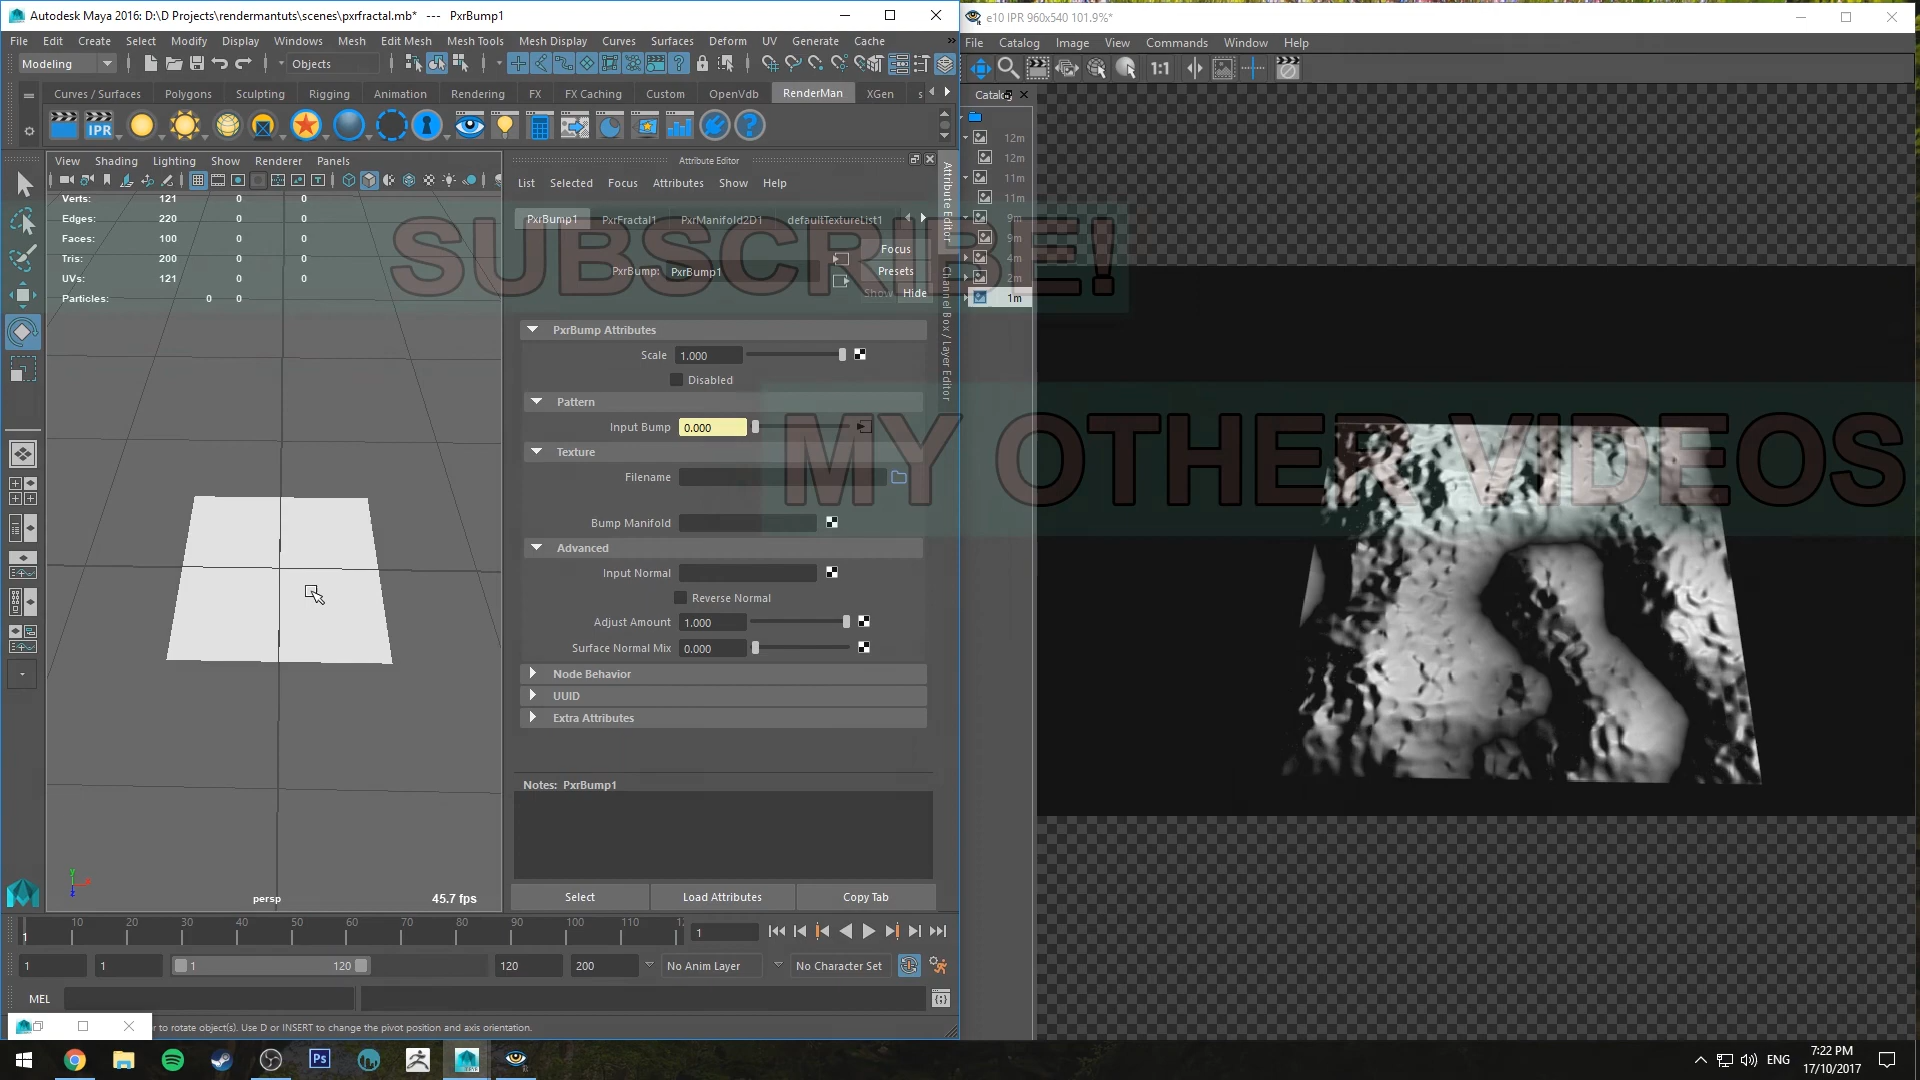 Autodesk Maya 2016: D:\D Projects\rendermantuts\scenes\pxrfractal.mb* --- PxrBump1
e10 IPR 960x540 101.9%*
File Edit Create Select Modify Display Windows Mesh Edit Mesh Mesh Tools Mesh Display Curves Surfaces Deform UV Generate Cache
File Catalog Image View Commands Window Help
Modeling Objects
1:1
Curves / Surfaces Polygons Sculpting Rigging Animation Rendering FX FX Caching Custom OpenVdb RenderMan XGen s
Catalog
IPR
12m
12m
11m
11m
9m
9m
4m
2m
1m
View Shading Lighting Show Renderer Panels
Attribute Editor
List Selected Focus Attributes Show Help
Verts: 121 0 0
Edges: 220 0 0
Faces: 100 0 0
Tris: 200 0 0
UVs: 121 0 0
Particles: 0 0
PxrBump1 PxrFractal1 PxrManifold2D1 defaultTextureList1
SUBSCRIBE!
Focus
PxrBump: PxrBump1
Presets
Show Hide
Attribute Editor
Channel Box / Layer Editor
PxrBump Attributes
Scale 1.000
Disabled
Pattern
Input Bump 0.000
MY OTHER VIDEOS
Texture
Filename
Bump Manifold
Advanced
Input Normal
Reverse Normal
Adjust Amount 1.000
Surface Normal Mix 0.000
Node Behavior
UUID
Extra Attributes
Notes: PxrBump1
Select Load Attributes Copy Tab
y
z
persp
45.7 fps
1 10 20 30 40 50 60 70 80 90 100 110 12
1
1 1 1 120 120 200 No Anim Layer No Character Set
MEL
r to rotate object(s). Use D or INSERT to change the pivot position and axis orientation.
Ps
ENG
7:22 PM
17/10/2017